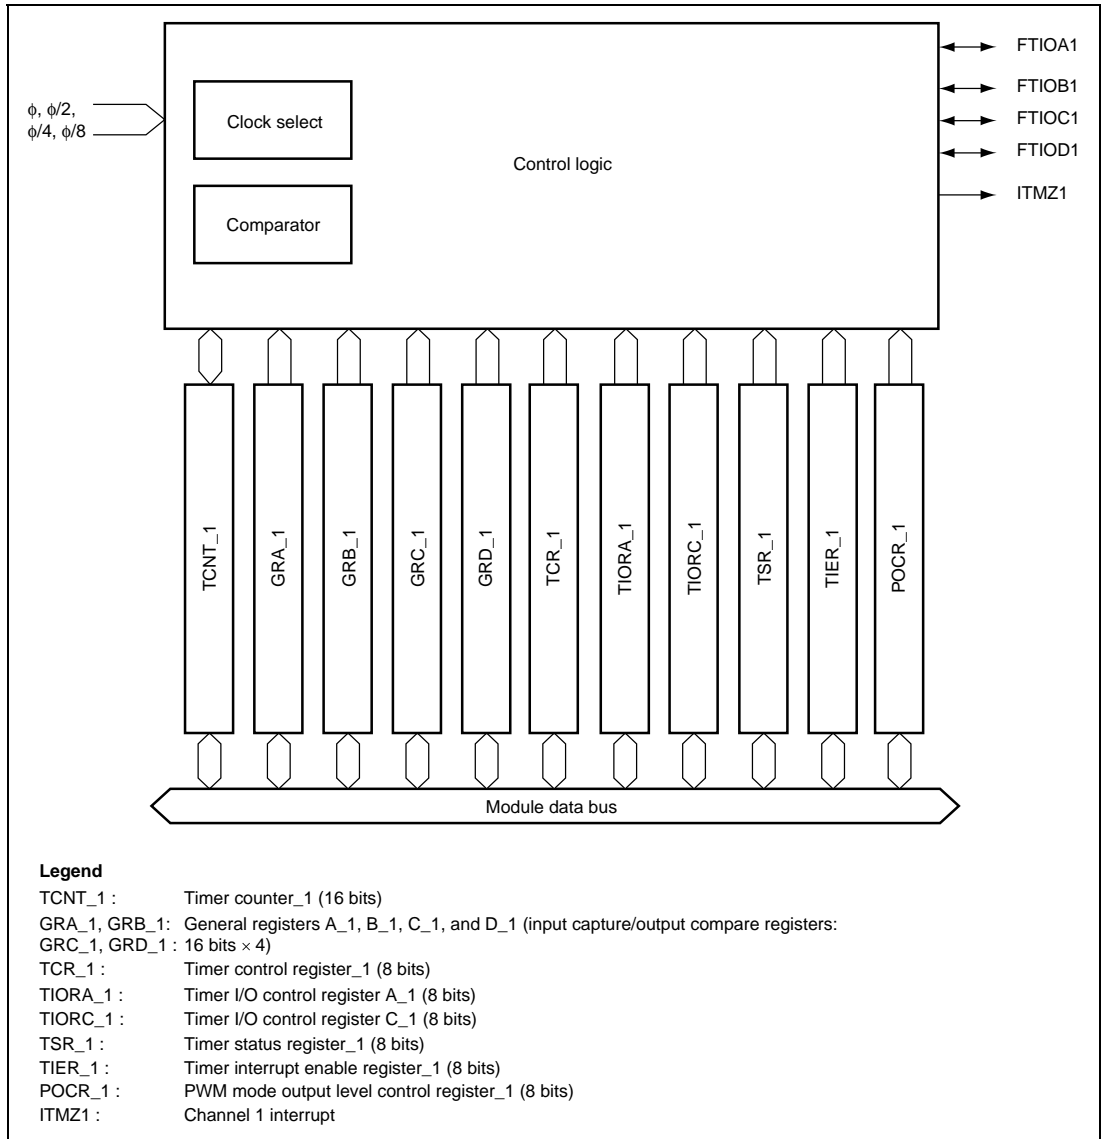 FTIOA1
FTIOB1
FTIOC1
FTIOD1
ITMZ1
ϕ, ϕ/2,
ϕ/4, ϕ/8
Clock select
Control logic
Comparator
TCNT_1
GRA_1
GRB_1
GRC_1
GRD_1
TCR_1
TIORA_1
TIORC_1
TSR_1
TIER_1
POCR_1
Module data bus
Legend
TCNT_1 : Timer counter_1 (16 bits)
GRA_1, GRB_1: General registers A_1, B_1, C_1, and D_1 (input capture/output compare registers:
GRC_1, GRD_1 : 16 bits × 4)
TCR_1 : Timer control register_1 (8 bits)
TIORA_1 : Timer I/O control register A_1 (8 bits)
TIORC_1 : Timer I/O control register C_1 (8 bits)
TSR_1 : Timer status register_1 (8 bits)
TIER_1 : Timer interrupt enable register_1 (8 bits)
POCR_1 : PWM mode output level control register_1 (8 bits)
ITMZ1 : Channel 1 interrupt